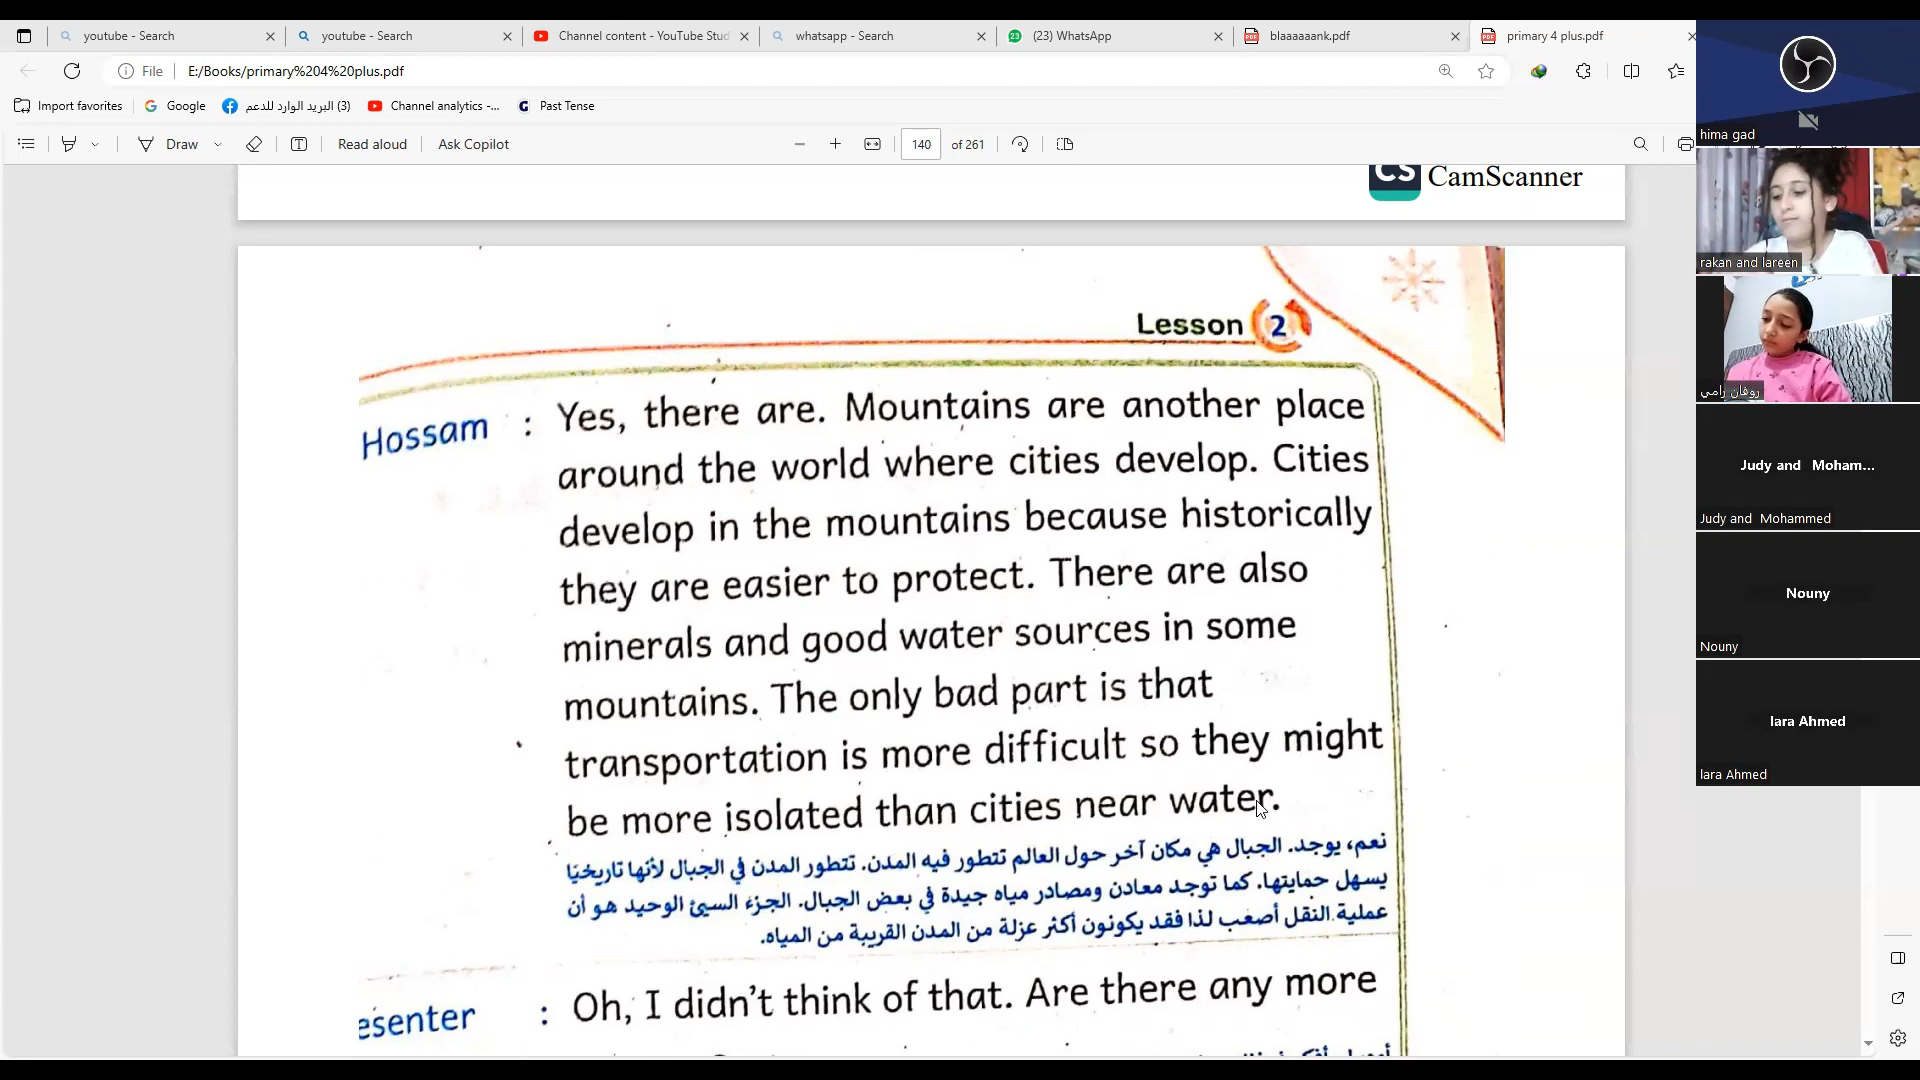 youtube - Search
youtube - Search
Channel content - YouTube Stud
whatsapp - Search
(23) WhatsApp
blaaaaaank.pdf
primary 4 plus.pdf
File
E:/Books/primary%204%20plus.pdf
Import favorites
Google
(3) البريد الوارد للدعم
Channel analytics -...
Past Tense
Draw
Read aloud
Ask Copilot
140 of 261
CS CamScanner
Lesson 2
Hossam : Yes, there are. Mountains are another place
around the world where cities develop. Cities
develop in the mountains because historically
they are easier to protect. There are also
minerals and good water sources in some
mountains. The only bad part is that
transportation is more difficult so they might
be more isolated than cities near water.
نعم، يوجد. الجبال هي مكان آخر حول العالم تتطور فيه المدن. تتطور المدن في الجبال لأنها تاريخيًا
يسهل حمايتها. كما توجد معادن ومصادر مياه جيدة في بعض الجبال. الجزء السيئ الوحيد هو أن
عملية النقل أصعب لذا فقد يكونون أكثر عزلة من المدن القريبة من المياه.
esenter : Oh, I didn't think of that. Are there any more
hima gad
rakan and lareen
روفان رامي
Judy and Moham...
Judy and Mohammed
Nouny
Nouny
lara Ahmed
lara Ahmed